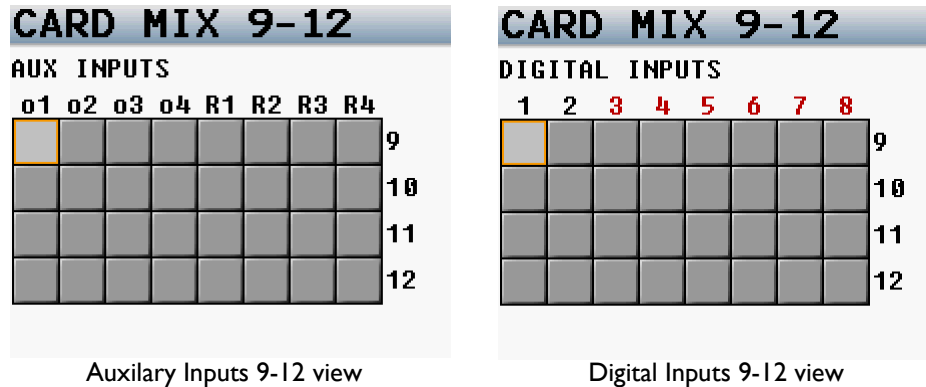 CARD MIX 9-12
AUX INPUTS
o1 o2 o3 o4 R1 R2 R3 R4
9
10
11
12
Auxilary Inputs 9-12 view
CARD MIX 9-12
DIGITAL INPUTS
1 2 3 4 5 6 7 8
9
10
11
12
Digital Inputs 9-12 view